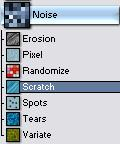 Noise
Erosion
Pixel
Randomize
Scratch
Spots
Tears
Variate